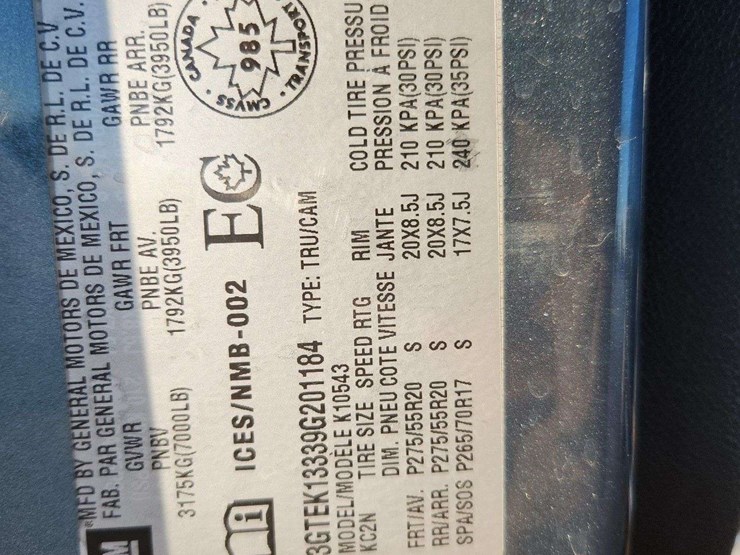 MFD BY GENERAL MOTORS DE MEXICO, S. DE R.L. DE C.V
FAB. PAR GENERAL MOTORS DE MEXICO, S. DE R.L. DE C.V.
GVWR GAWR FRT GAWR RR
PNBV PNBE AV. PNBE ARR.
3175KG(7000LB) 1792KG(3950LB) 1792KG(3950LB)
CANADA
985
CMVSS · TRANSPORT
i ICES/NMB-002 EC
3GTEK13339G201184 TYPE: TRU/CAM
MODEL/MODÈLE K10543
KC2N TIRE SIZE SPEED RTG RIM COLD TIRE PRESSU
DIM. PNEU COTE VITESSE JANTE PRESSION À FROID
FRT/AV. P275/55R20 S 20X8.5J 210 KPA(30PSI)
RR/ARR. P275/55R20 S 20X8.5J 210 KPA(30PSI)
SPA/SOS P265/70R17 S 17X7.5J 240 KPA(35PSI)